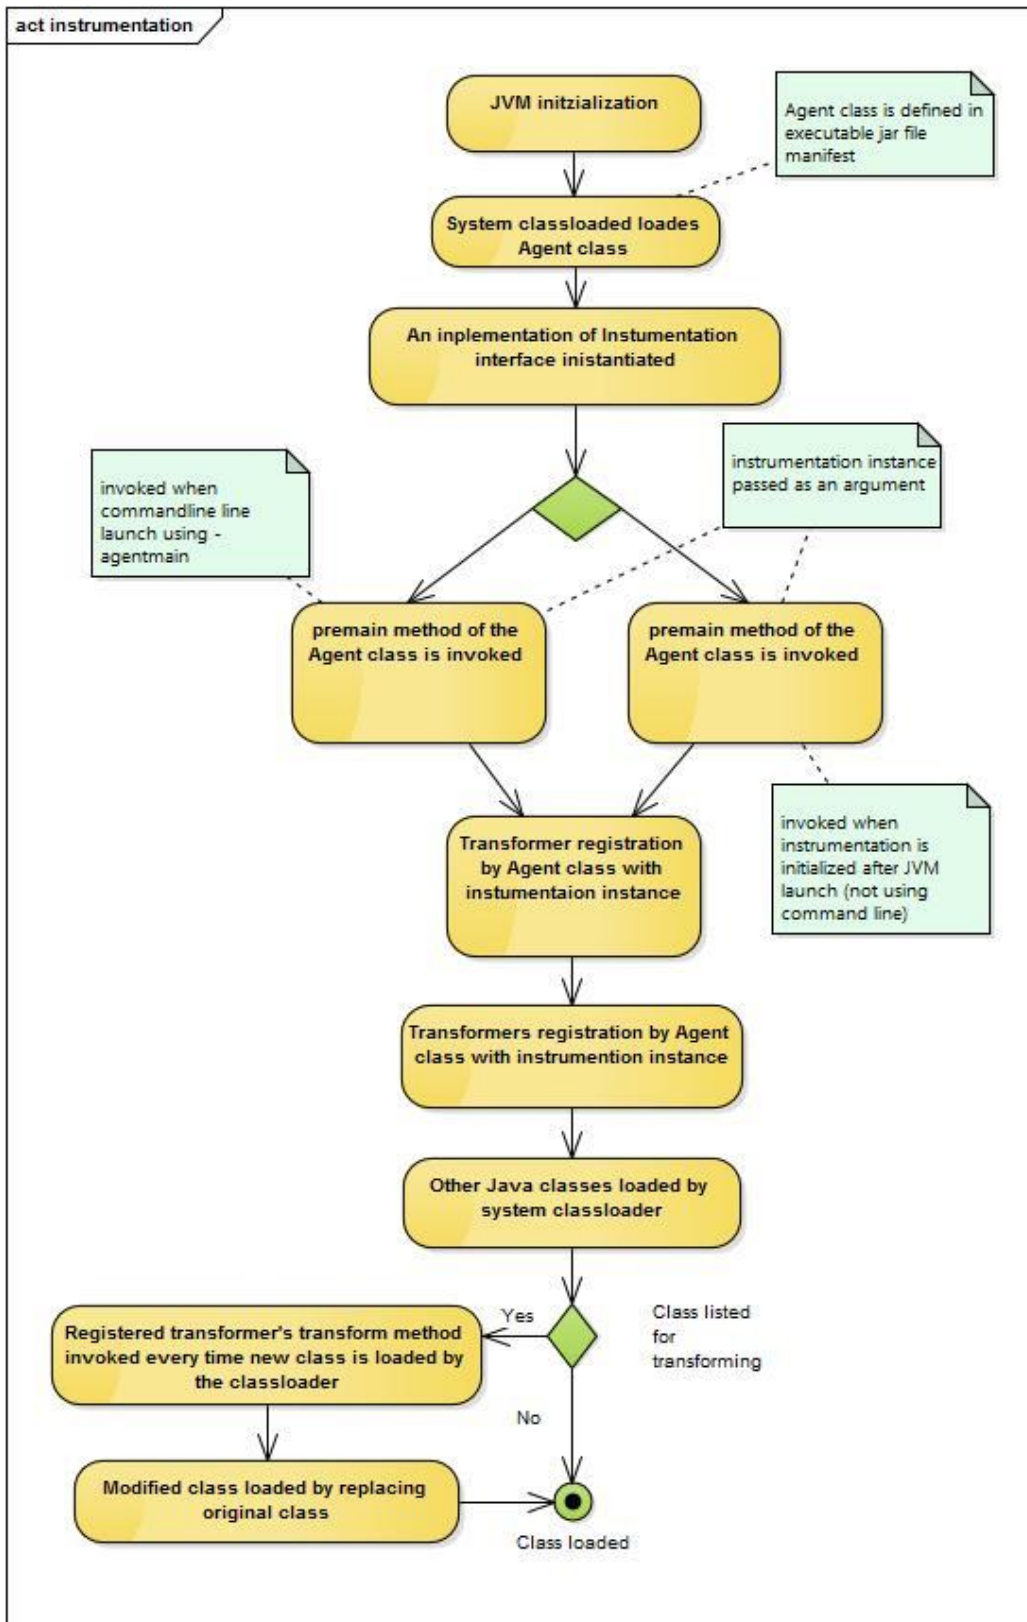 act instrumentation
JVM initzialization
Agent class is defined in
executable jar file
manifest
System classloaded loades
Agent class
An inplementation of Instumentation
interface inistantiated
invoked when
commandline line
launch using -
agentmain
instrumentation instance
passed as an argument
premain method of the
Agent class is invoked
premain method of the
Agent class is invoked
Transformer registration
by Agent class with
instumentaion instance
invoked when
instrumentation is
initialized after JVM
launch (not using
command line)
Transformers registration by Agent
class with instrumention instance
Other Java classes loaded by
system classloader
Yes
Class listed
for
transforming
Registered transformer's transform method
invoked every time new class is loaded by
the classloader
No
Modified class loaded by replacing
original class
Class loaded